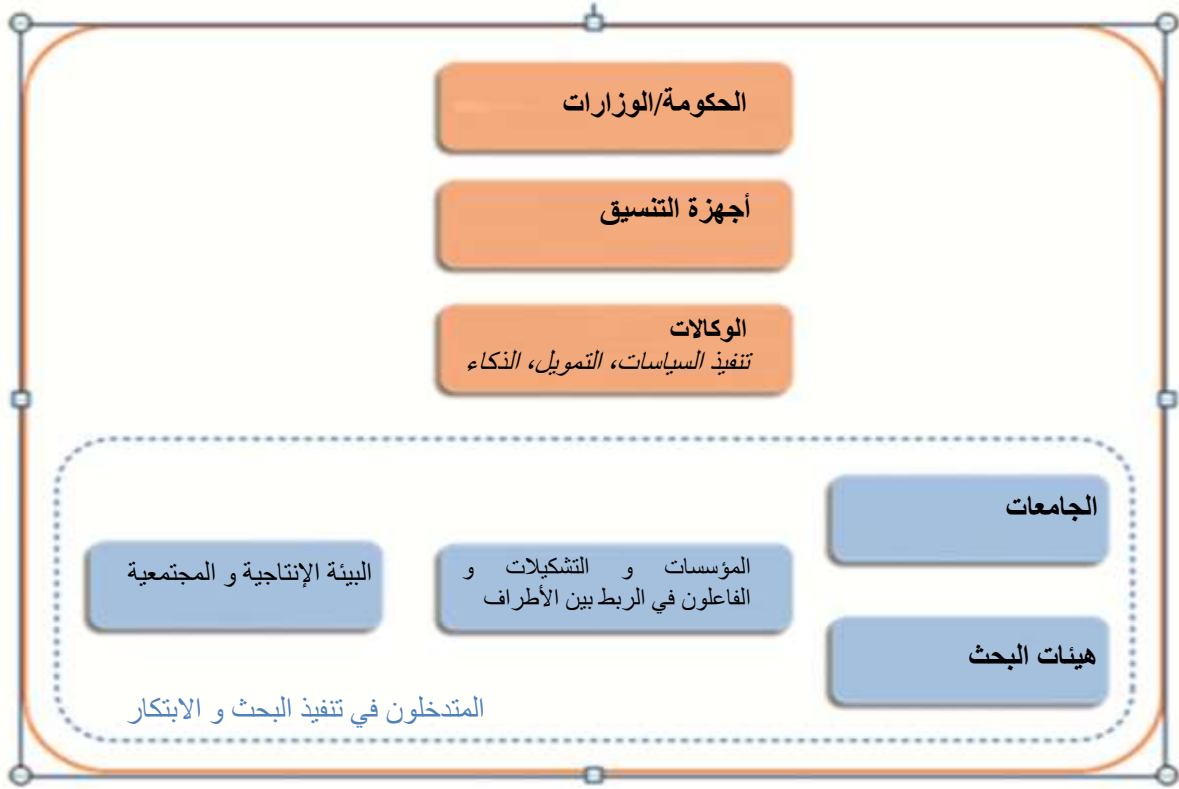 الحكومة/الوزارات
أجهزة التنسيق
الوكالات
تنفيذ السياسات، التمويل، الذكاء
الجامعات
هيئات البحث
المؤسسات و التشكيلات و
الفاعلون في الربط بين الأطراف
البيئة الإنتاجية و المجتمعية
المتدخلون في تنفيذ البحث و الابتكار